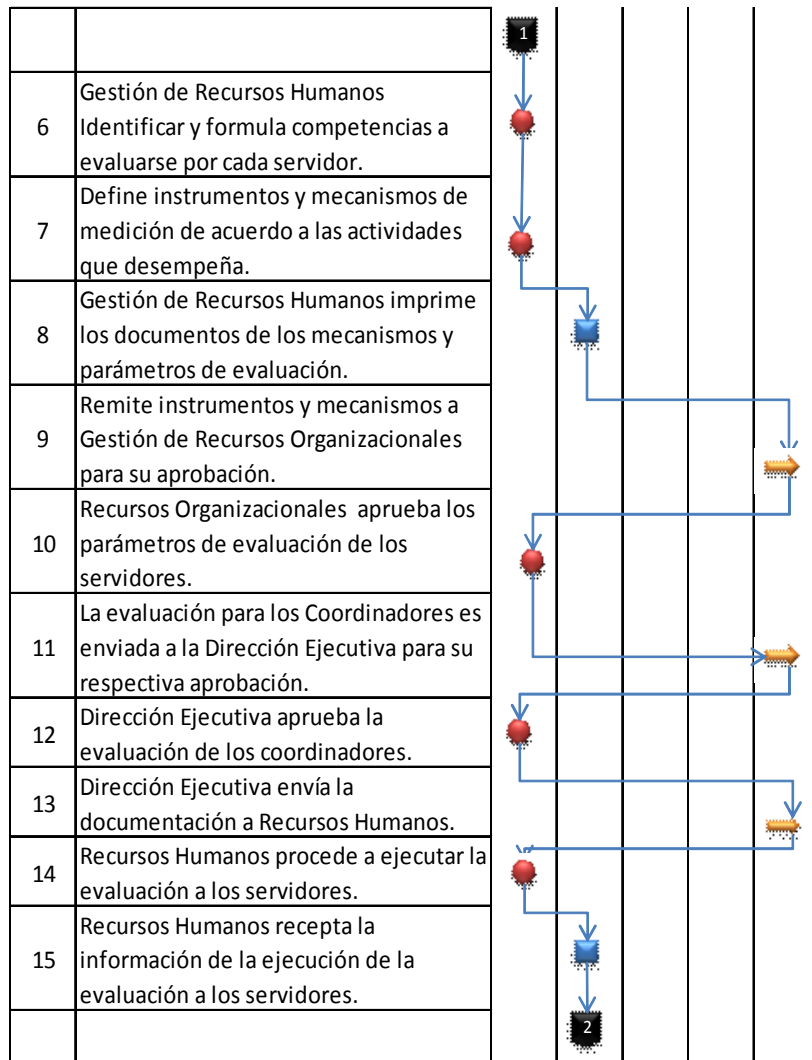 1
Gestión de Recursos Humanos
6 Identificar y formula competencias a
evaluarse por cada servidor.
Define instrumentos y mecanismos de
7 medición de acuerdo a las actividades
que desempeña.
Gestión de Recursos Humanos imprime
8 los documentos de los mecanismos y
parámetros de evaluación.
Remite instrumentos y mecanismos a
9 Gestión de Recursos Organizacionales
para su aprobación.
Recursos Organizacionales aprueba los
10 parámetros de evaluación de los
servidores.
La evaluación para los Coordinadores es
11 enviada a la Dirección Ejecutiva para su
respectiva aprobación.
12 Dirección Ejecutiva aprueba la
evaluación de los coordinadores.
13 Dirección Ejecutiva envía la
documentación a Recursos Humanos.
14 Recursos Humanos procede a ejecutar la
evaluación a los servidores.
Recursos Humanos recepta la
15 información de la ejecución de la
evaluación a los servidores.
2